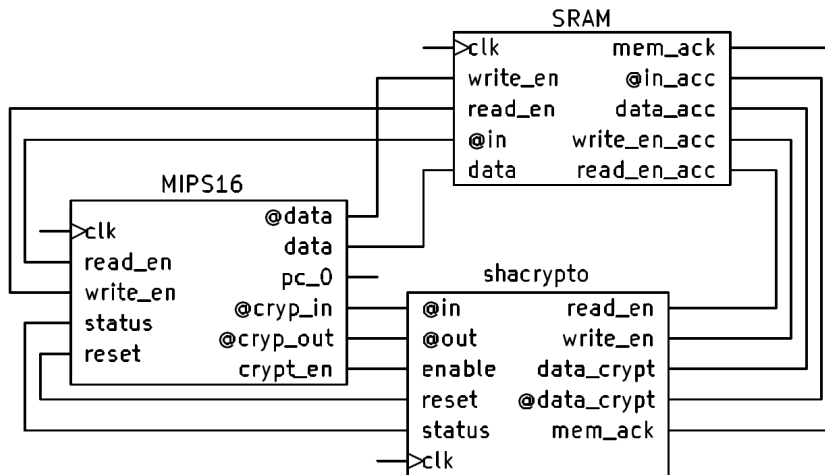 SRAM
clk mem_ack
write_en @in_acc
read_en data_acc
@in write_en_acc
data read_en_acc
MIPS16
@data
clk
data
read_en
pc_0
write_en
@cryp_in
status
@cryp_out
reset
crypt_en
shacrypto
@in read_en
@out write_en
enable data_crypt
reset @data_crypt
status mem_ack
clk